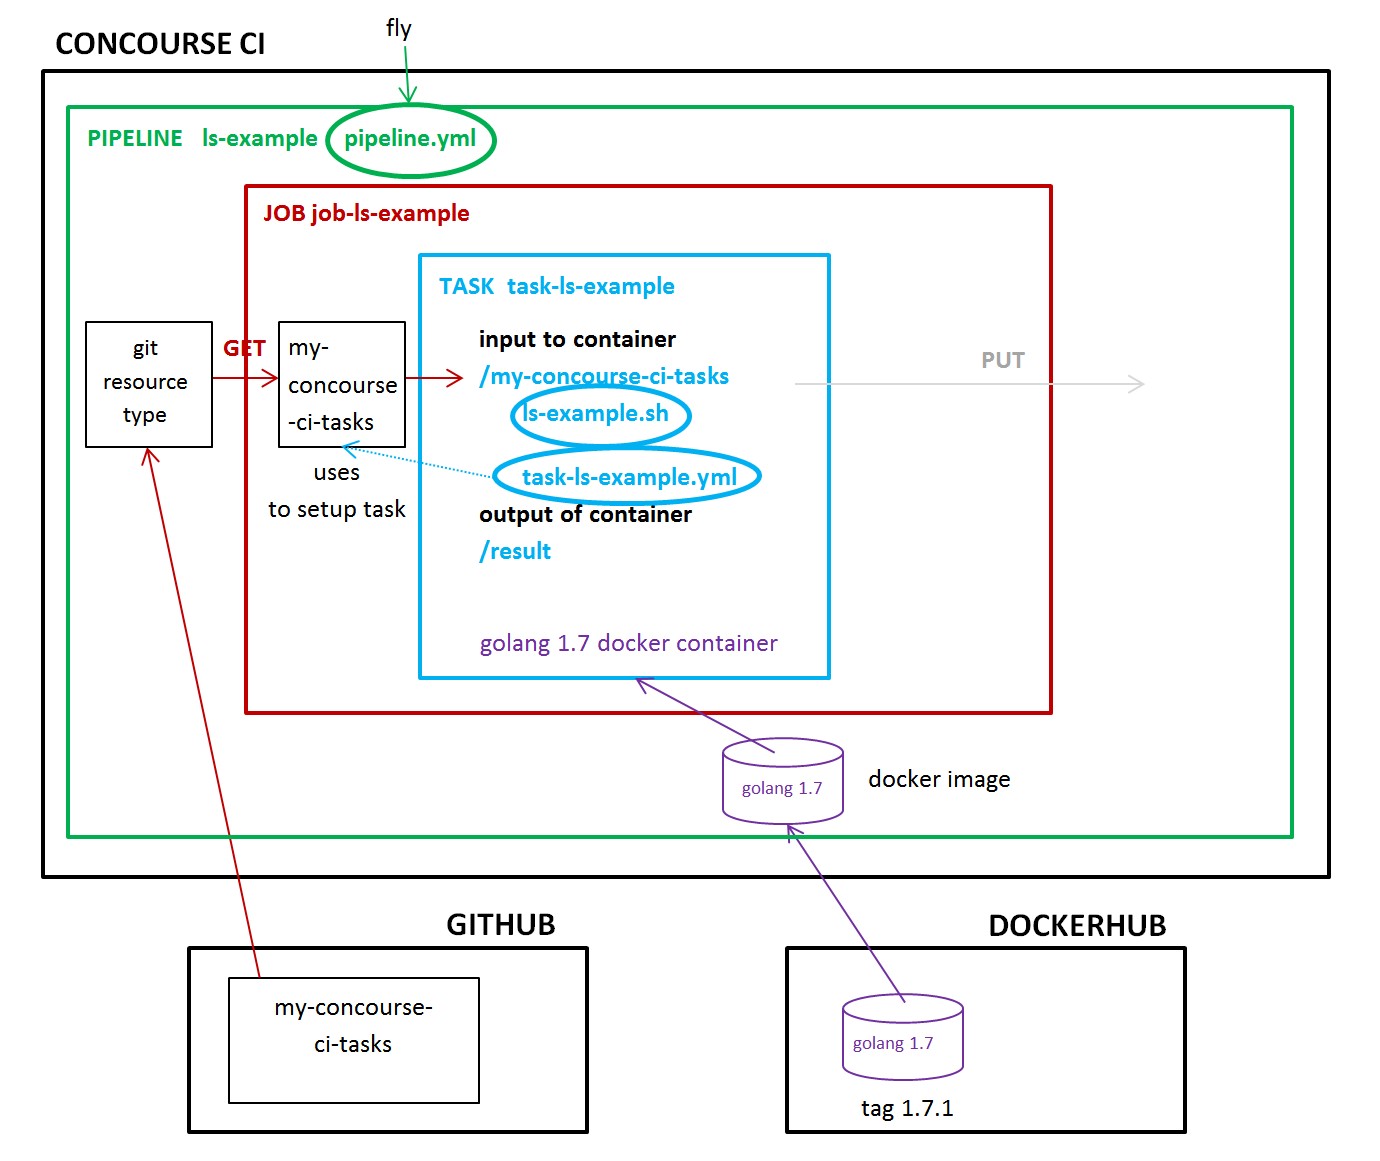 fly
CONCOURSE CI
PIPELINE ls-example pipeline.yml
JOB job-ls-example
TASK task-ls-example
git
resource
type
GET
my-
concourse
-ci-tasks
uses
to setup task
input to container
/my-concourse-ci-tasks
ls-example.sh
task-ls-example.yml
output of container
/result
golang 1.7 docker container
PUT
golang 1.7
docker image
GITHUB
my-concourse-
ci-tasks
DOCKERHUB
golang 1.7
tag 1.7.1